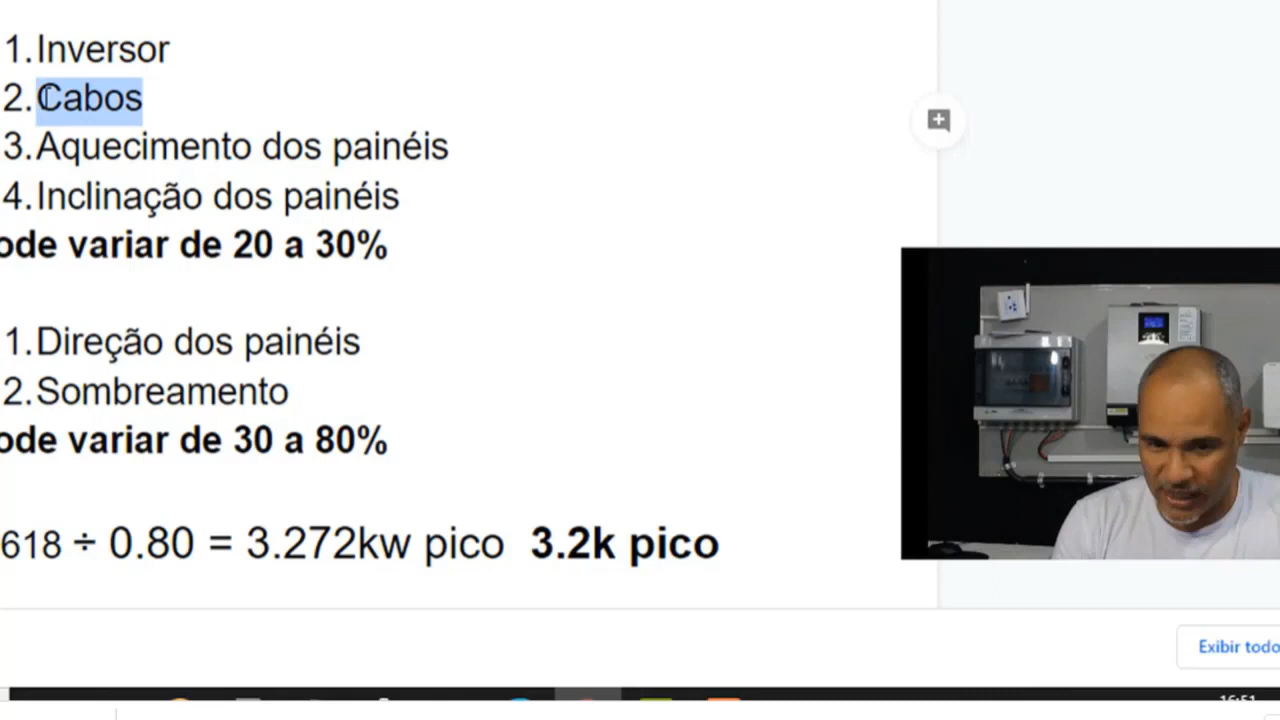 1. Inversor
2. Cabos
3. Aquecimento dos painéis
4. Inclinação dos painéis
ode variar de 20 a 30%
1. Direção dos painéis
2. Sombreamento
ode variar de 30 a 80%
618 ÷ 0.80 = 3.272kw pico 3.2k pico
Exibir todo
16:51